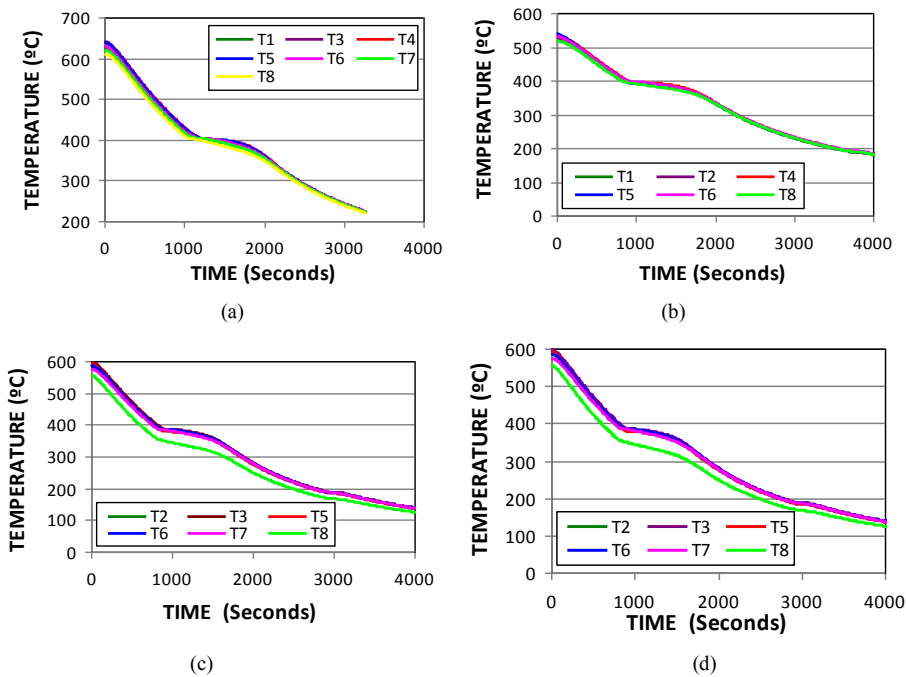 TEMPERATURE (ºC)
700
600
500
400
300
200
T1 T3 T4
T5 T6 T7
T8
0 1000 2000 3000 4000
TIME (Seconds)
(a)
TEMPERATURE (ºC)
600
500
400
300
200
100
0
T1 T2 T4
T5 T6 T8
0 1000 2000 3000 4000
TIME (Seconds)
(b)
TEMPERATURE (ºC)
600
500
400
300
200
100
0
T2 T3 T5
T6 T7 T8
0 1000 2000 3000 4000
TIME (Seconds)
(c)
TEMPERATURE (ºC)
600
500
400
300
200
100
0
T2 T3 T5
T6 T7 T8
0 1000 2000 3000 4000
TIME (Seconds)
(d)